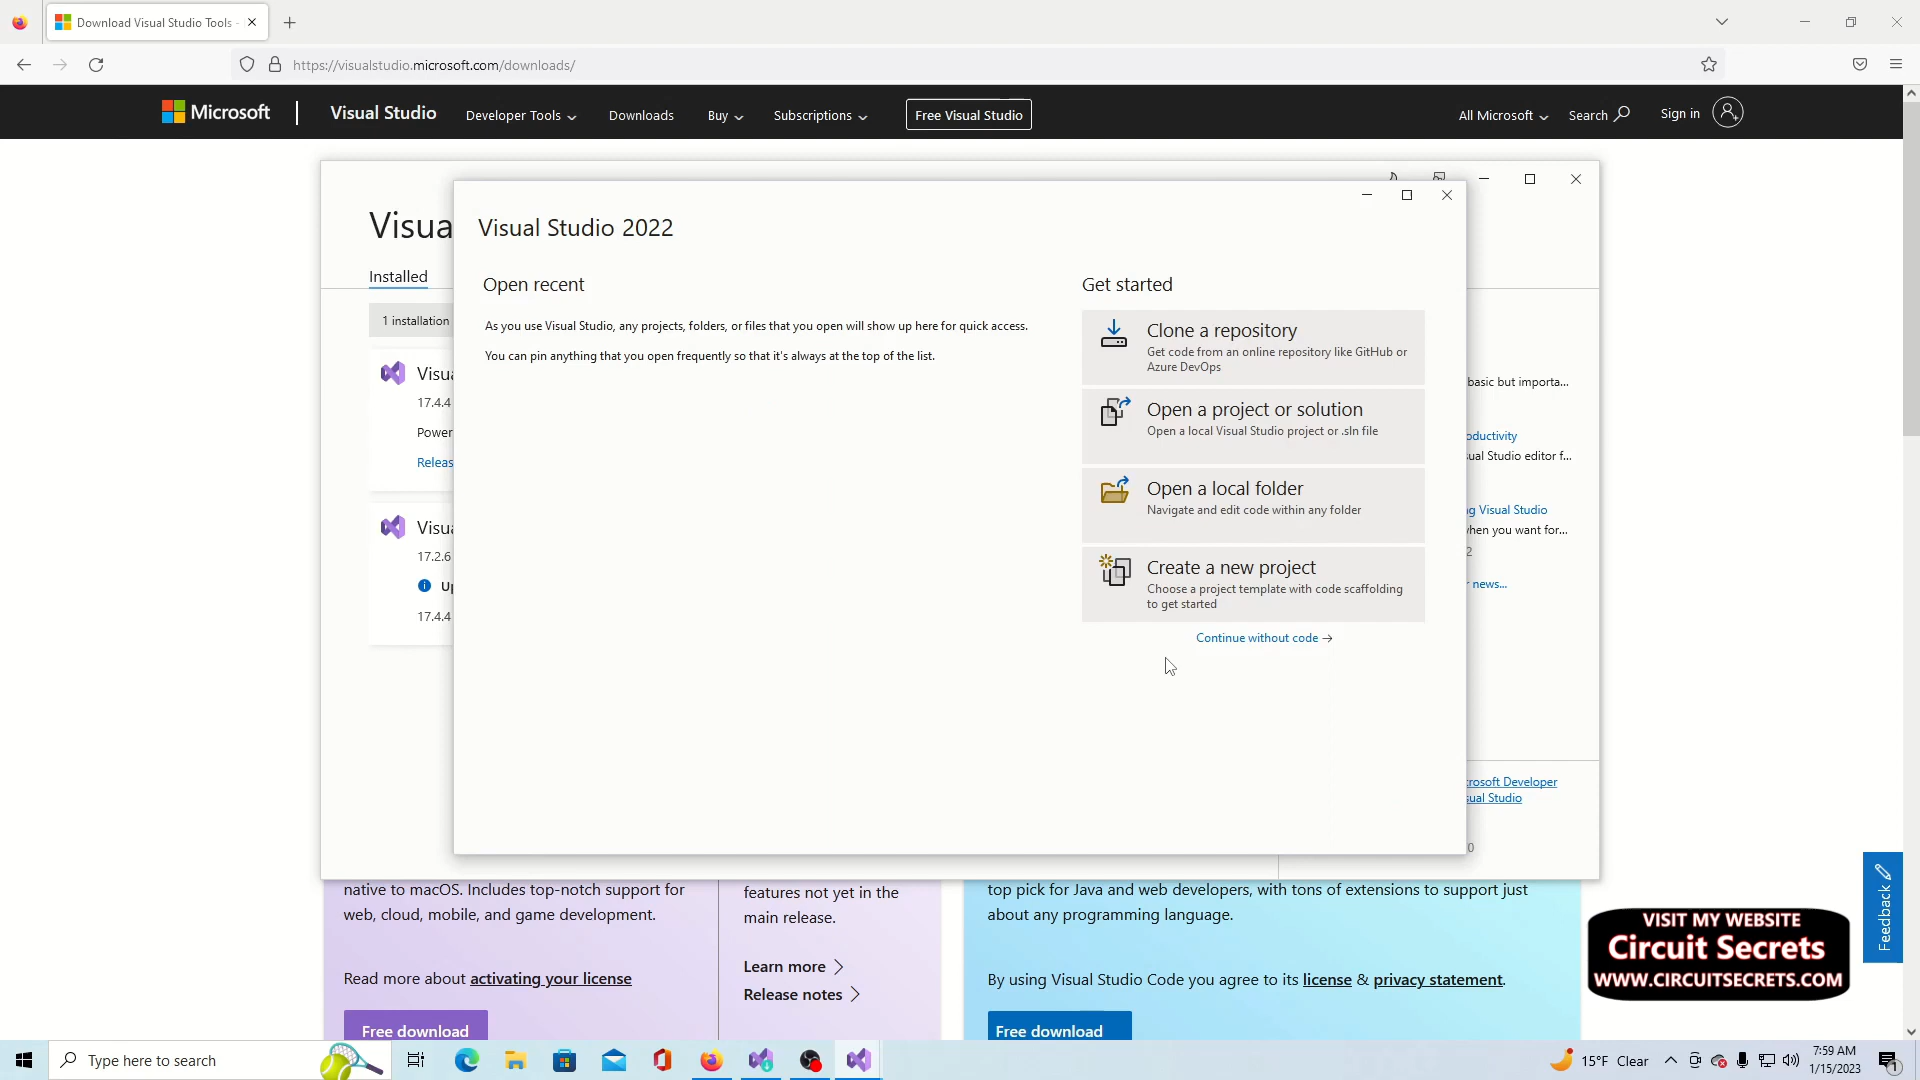 Download Visual Studio Tools -
https://visualstudio.microsoft.com/downloads/
Microsoft
Visual Studio
Developer Tools
Downloads
Buy
Subscriptions
Free Visual Studio
All Microsoft
Search
Sign in
Visua
Installed
1 installation
Visua
17.4.4
Power
Releas
Visua
17.2.6
Up
17.4.4
Visual Studio 2022
Open recent
As you use Visual Studio, any projects, folders, or files that you open will show up here for quick access.
You can pin anything that you open frequently so that it's always at the top of the list.
Get started
Clone a repository
Get code from an online repository like GitHub or
Azure DevOps
Open a project or solution
Open a local Visual Studio project or .sln file
Open a local folder
Navigate and edit code within any folder
Create a new project
Choose a project template with code scaffolding
to get started
Continue without code →
basic but importa...
oductivity
ual Studio editor f...
ng Visual Studio
when you want for...
2
r news...
rosoft Developer
sual Studio
0
native to macOS. Includes top-notch support for
web, cloud, mobile, and game development.
Read more about activating your license
Free download
features not yet in the
main release.
Learn more
Release notes
top pick for Java and web developers, with tons of extensions to support just
about any programming language.
By using Visual Studio Code you agree to its license & privacy statement.
Free download
Feedback
VISIT MY WEBSITE
Circuit Secrets
WWW.CIRCUITSECRETS.COM
Type here to search
15°F Clear
7:59 AM
1/15/2023
1